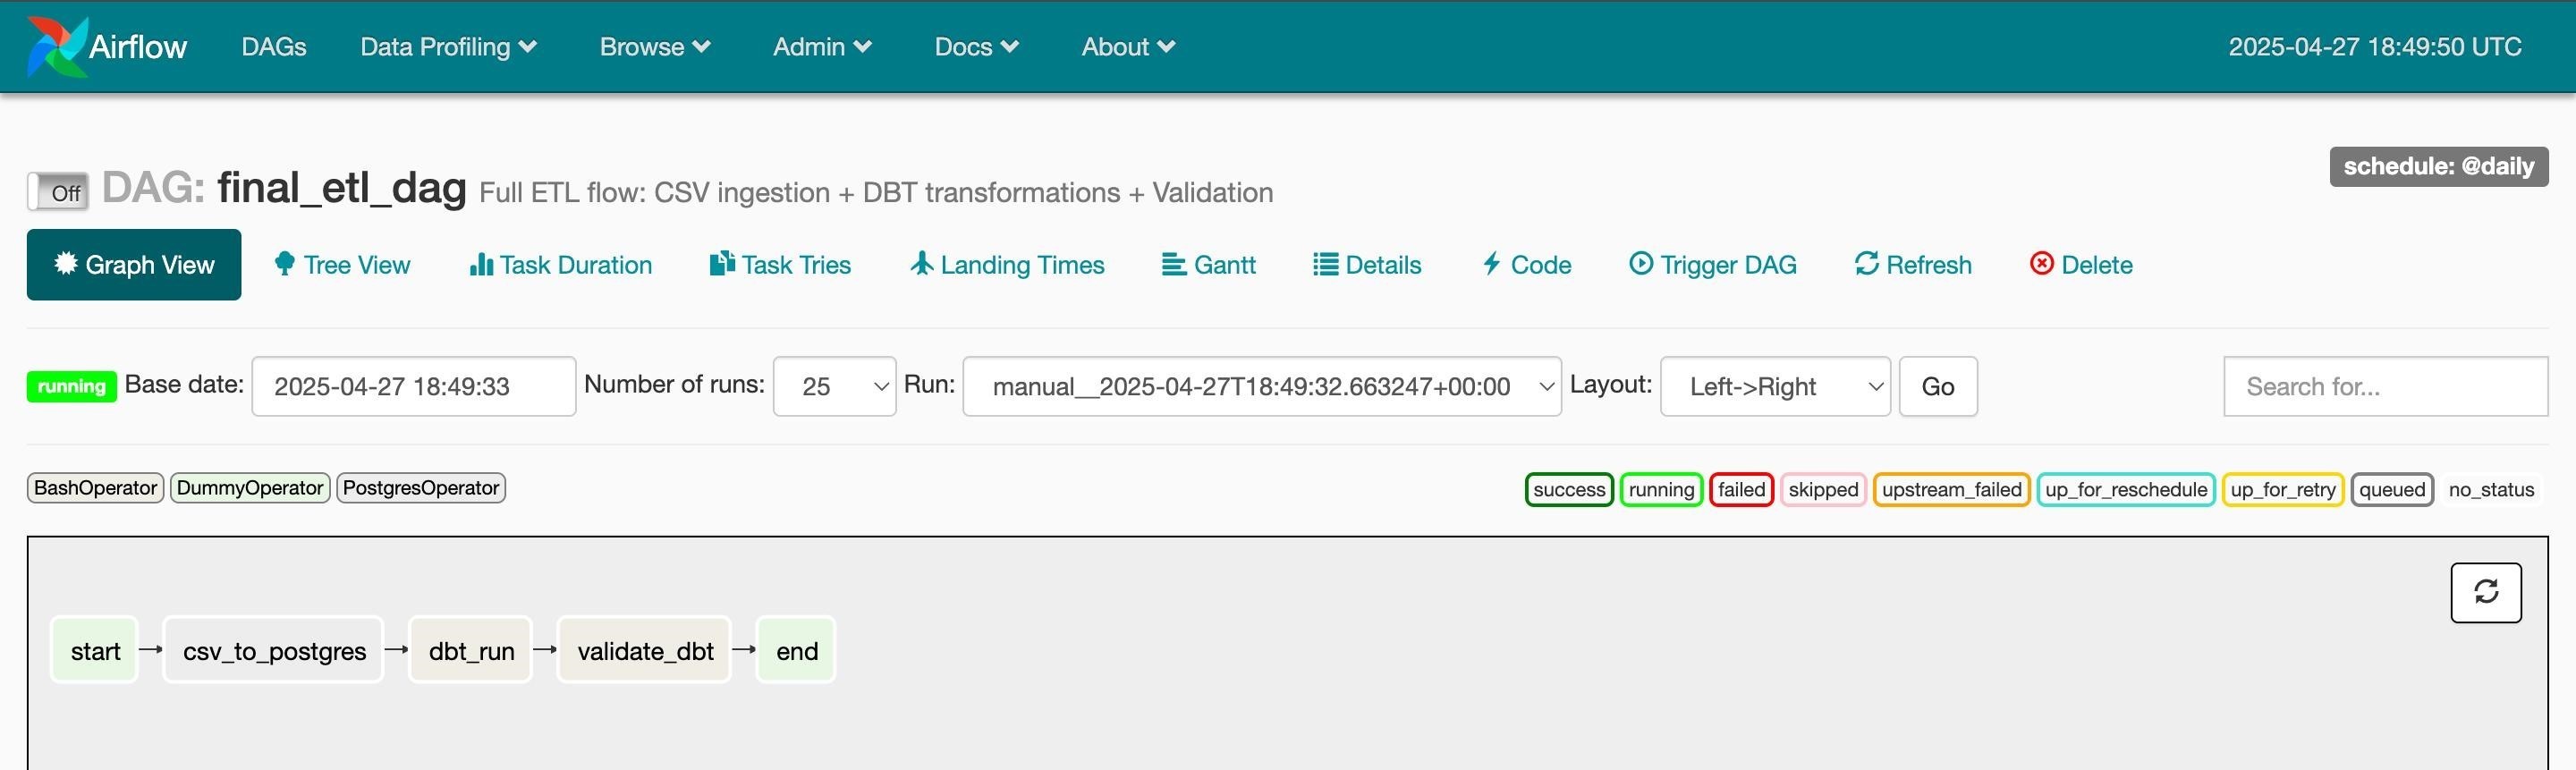 Airflow DAGs Data Profiling Browse Admin Docs About 2025-04-27 18:49:50 UTC
schedule: @daily
Off DAG: final_etl_dag Full ETL flow: CSV ingestion + DBT transformations + Validation
Graph View Tree View Task Duration Task Tries Landing Times Gantt Details Code Trigger DAG Refresh Delete
running Base date: 2025-04-27 18:49:33 Number of runs: 25 Run: manual__2025-04-27T18:49:32.663247+00:00 Layout: Left->Right Go Search for...
BashOperator DummyOperator PostgresOperator success running failed skipped upstream_failed up_for_reschedule up_for_retry queued no_status
start csv_to_postgres dbt_run validate_dbt end